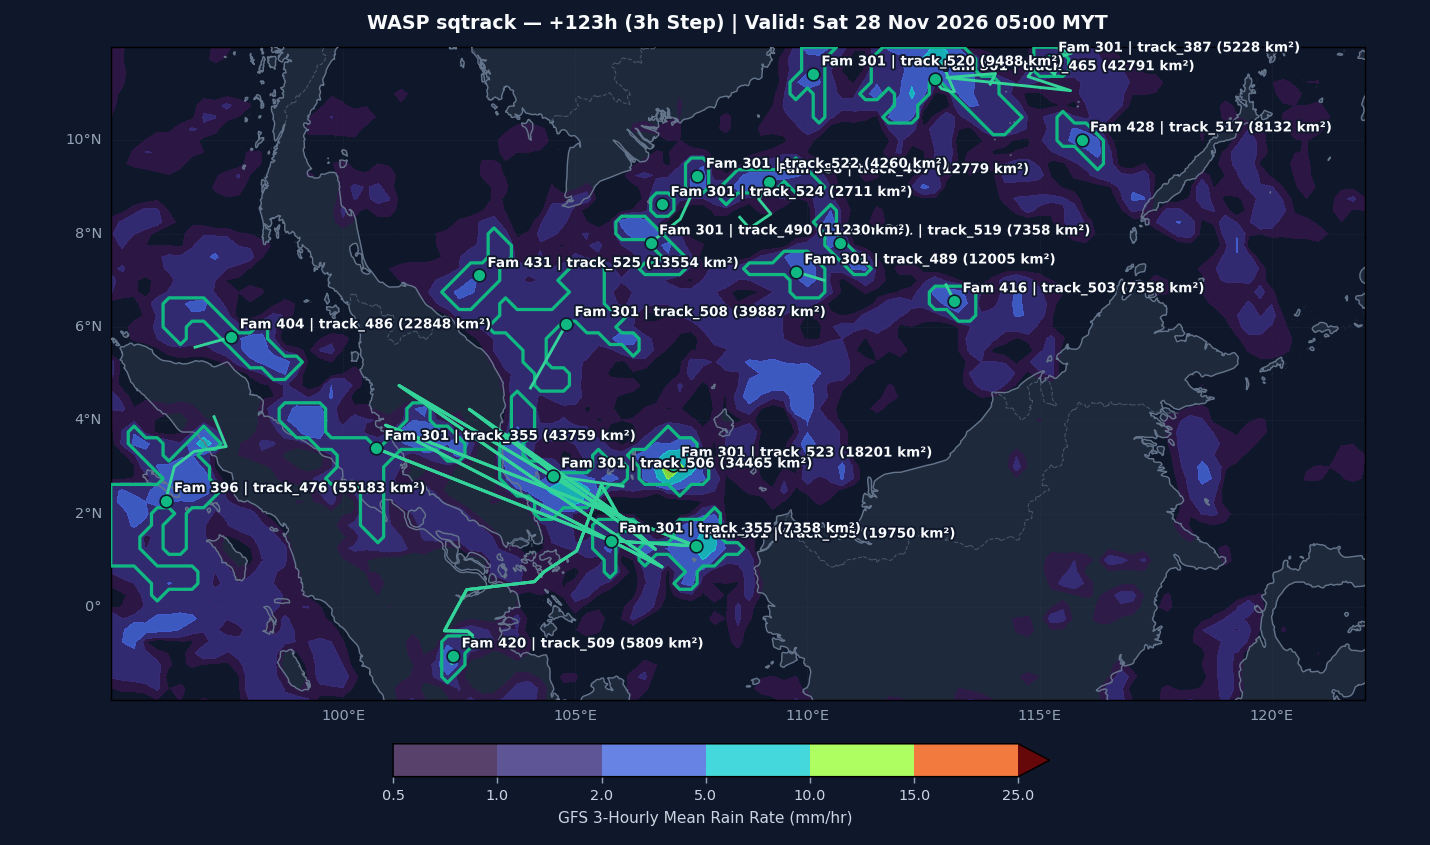 WASP sqtrack — +123h (3h Step) | Valid: Sat 28 Nov 2026 05:00 MYT
Fam 301 | track_387 (5228 km²)
Fam 301 | track_520 (9488 km²)
track_465 (42791 km²)
10°N
Fam 428 | track_517 (8132 km²)
Fam 301 | track_522 (4260 km²)
(12779 km²)
Fam 301 | track_524 (2711 km²)
8°N
Fam 301 | track_490 (11230 km²)
| track_519 (7358 km²)
Fam 301 | track_489 (12005 km²)
Fam 431 | track_525 (13554 km²)
Fam 416 | track_503 (7358 km²)
6°N
Fam 301 | track_508 (39887 km²)
Fam 404 | track_486 (22848 km²)
4°N
Fam 301 | track_355 (43759 km²)
Fam 301 | track_523 (18201 km²)
Fam 301 | track_506 (34465 km²)
Fam 396 | track_476 (55183 km²)
2°N
Fam 301 | track_355 (7358 km²)
(19750 km²)
0°
Fam 420 | track_509 (5809 km²)
100°E 105°E 110°E 115°E 120°E
0.5 1.0 2.0 5.0 10.0 15.0 25.0
GFS 3-Hourly Mean Rain Rate (mm/hr)